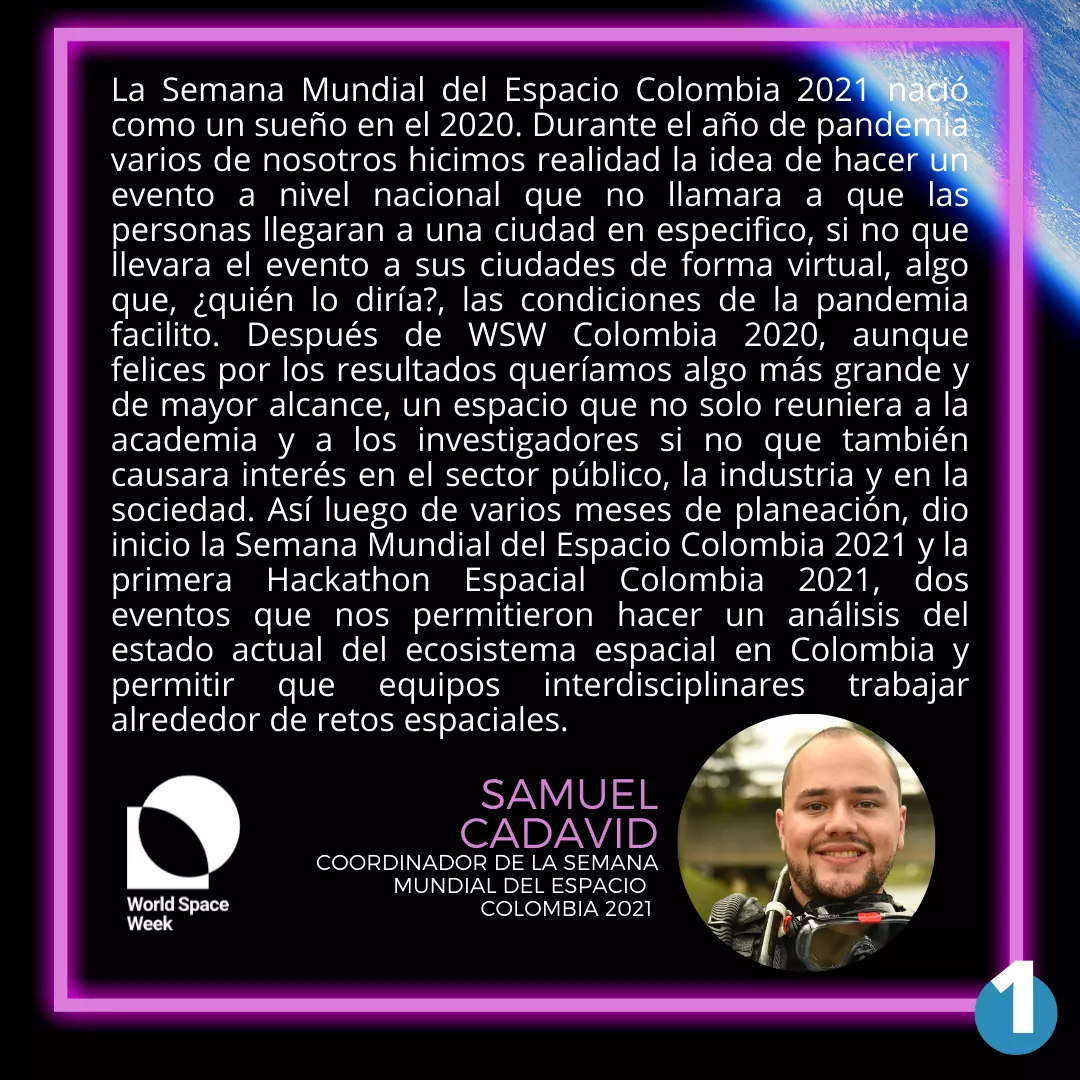 La Semana Mundial del Espacio Colombia 2021 nació
como un sueño en el 2020. Durante el año de pandemia
varios de nosotros hicimos realidad la idea de hacer un
evento a nivel nacional que no llamara a que las
personas llegaran a una ciudad en especifico, si no que
llevara el evento a sus ciudades de forma virtual, algo
que, ¿quién lo diría?, las condiciones de la pandemia
facilito. Después de WSW Colombia 2020, aunque
felices por los resultados queríamos algo más grande y
de mayor alcance, un espacio que no solo reuniera a la
academia y a los investigadores si no que también
causara interés en el sector público, la industria y en la
sociedad. Así luego de varios meses de planeación, dio
inicio la Semana Mundial del Espacio Colombia 2021 y la
primera Hackathon Espacial Colombia 2021, dos
eventos que nos permitieron hacer un análisis del
estado actual del ecosistema espacial en Colombia y
permitir que equipos interdisciplinares trabajar
alrededor de retos espaciales.
SAMUEL
CADAVID
COORDINADOR DE LA SEMANA
MUNDIAL DEL ESPACIO
COLOMBIA 2021
World Space
Week
1